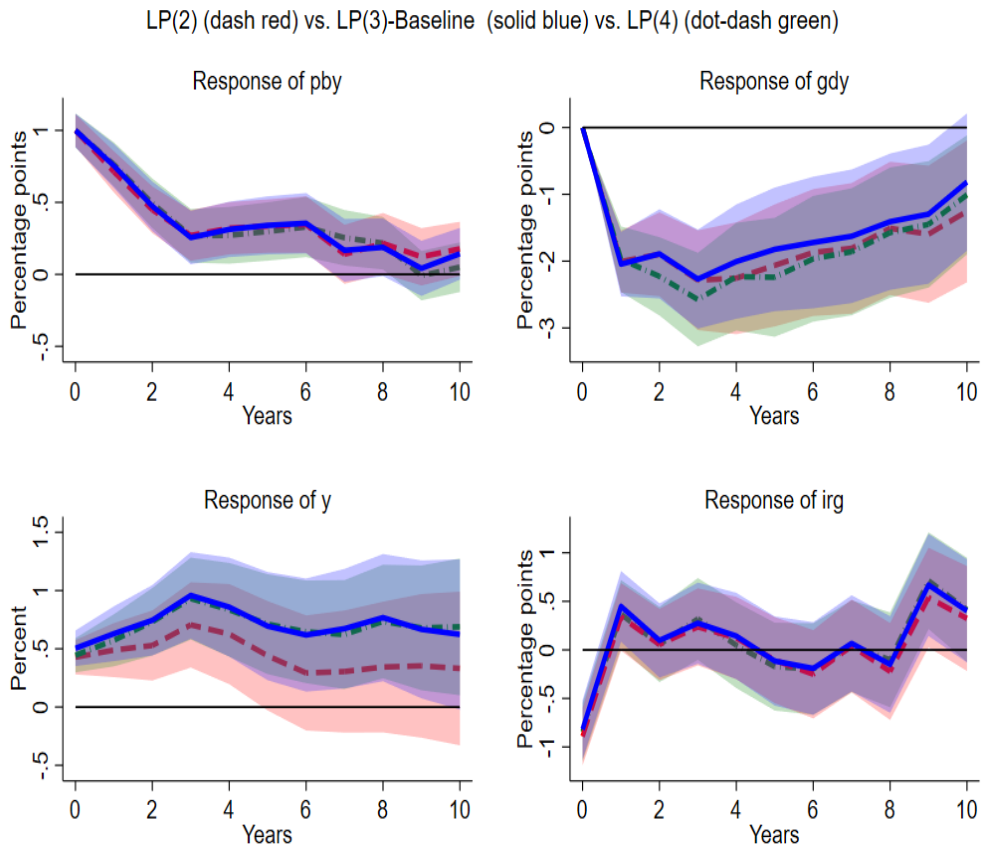 LP(2) (dash red) vs. LP(3)-Baseline (solid blue) vs. LP(4) (dot-dash green)
Response of pby
Percentage points
1
.5
0
-.5
0 2 4 6 8 10
Years
Response of gdy
Percentage points
0
-1
-2
-3
0 2 4 6 8 10
Years
Response of y
Percent
1.5
1
.5
0
-.5
0 2 4 6 8 10
Years
Response of irg
Percentage points
1
.5
0
-.5
-1
0 2 4 6 8 10
Years